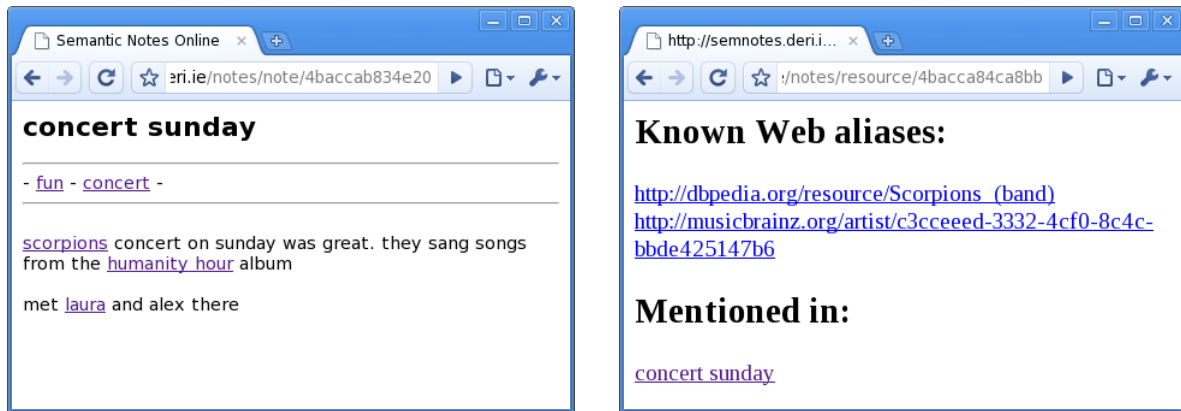 Semantic Notes Online
eri.ie/notes/note/4baccab834e20
concert sunday
- fun - concert -
scorpions concert on sunday was great. they sang songs
from the humanity hour album
met laura and alex there
http://semnotes.deri.i...
/notes/resource/4bacca84ca8bb
Known Web aliases:
http://dbpedia.org/resource/Scorpions_(band)
http://musicbrainz.org/artist/c3cceeed-3332-4cf0-8c4c-
bbde425147b6
Mentioned in:
concert sunday